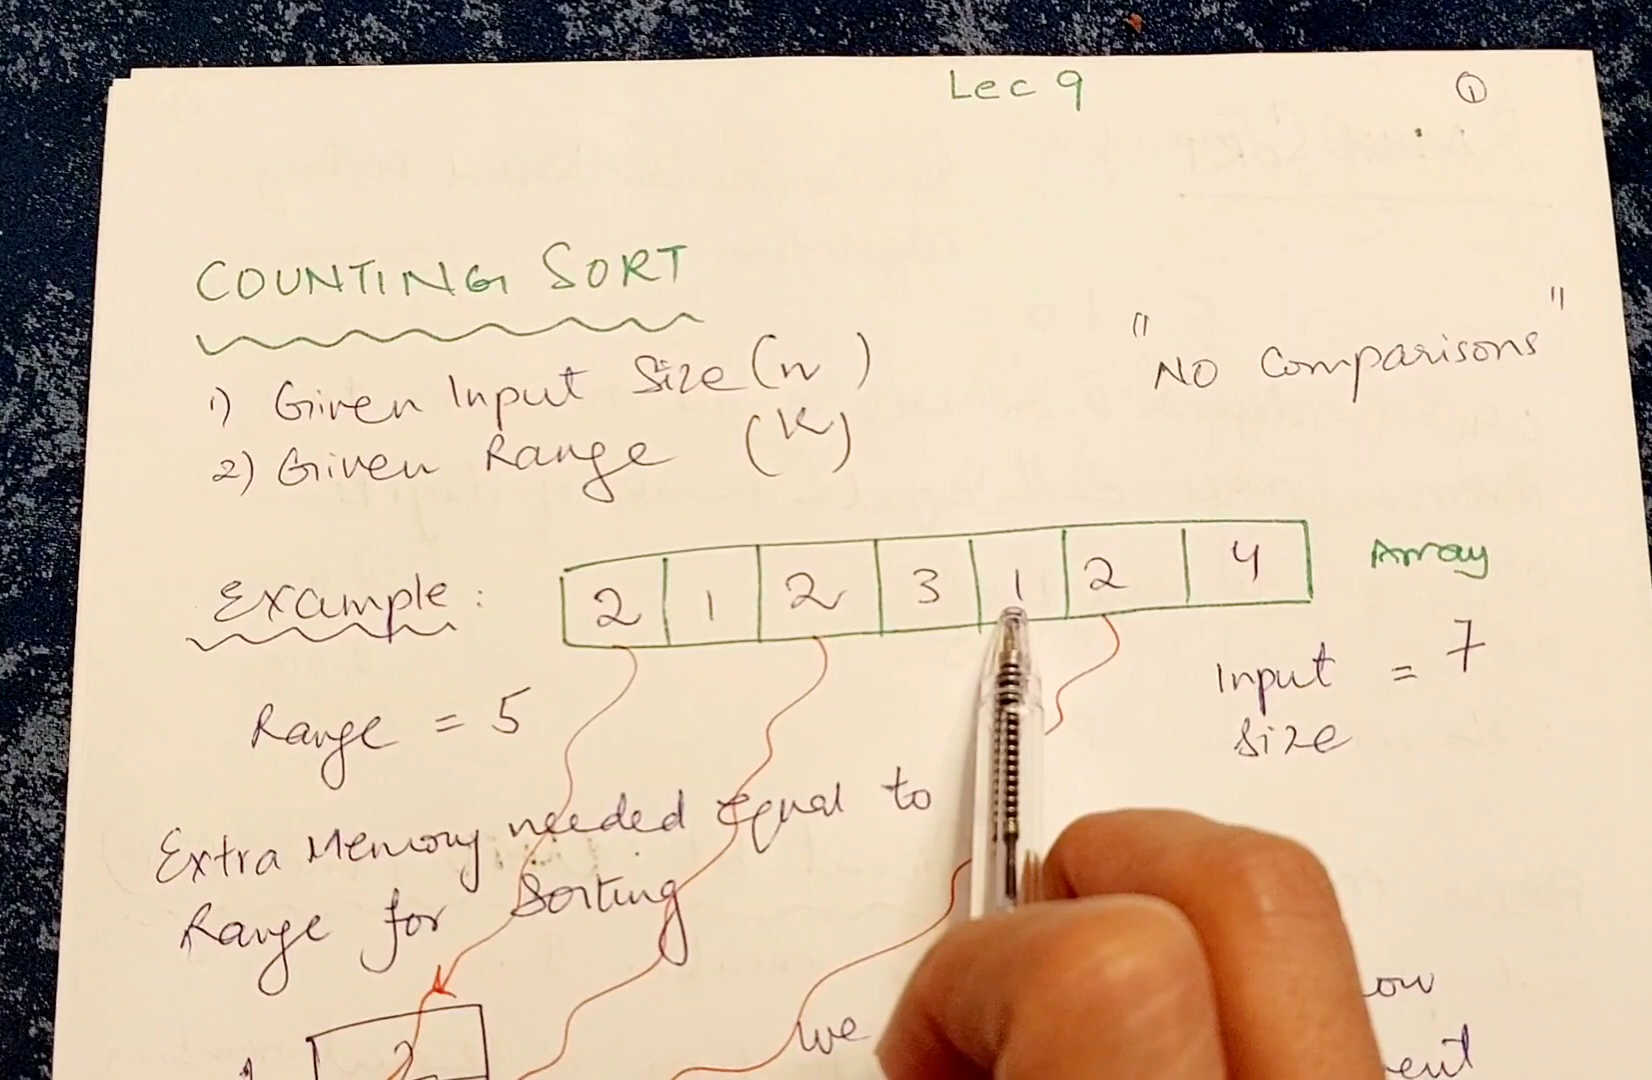 Lec 9
1
COUNTING SORT
"No Comparisons"
1) Given Input Size (n)
2) Given Range (K)
Example:
2 1 2 3 1 2 4
Array
Range = 5
Input Size = 7
Extra Memory needed equal to
Range for Sorting
2
we